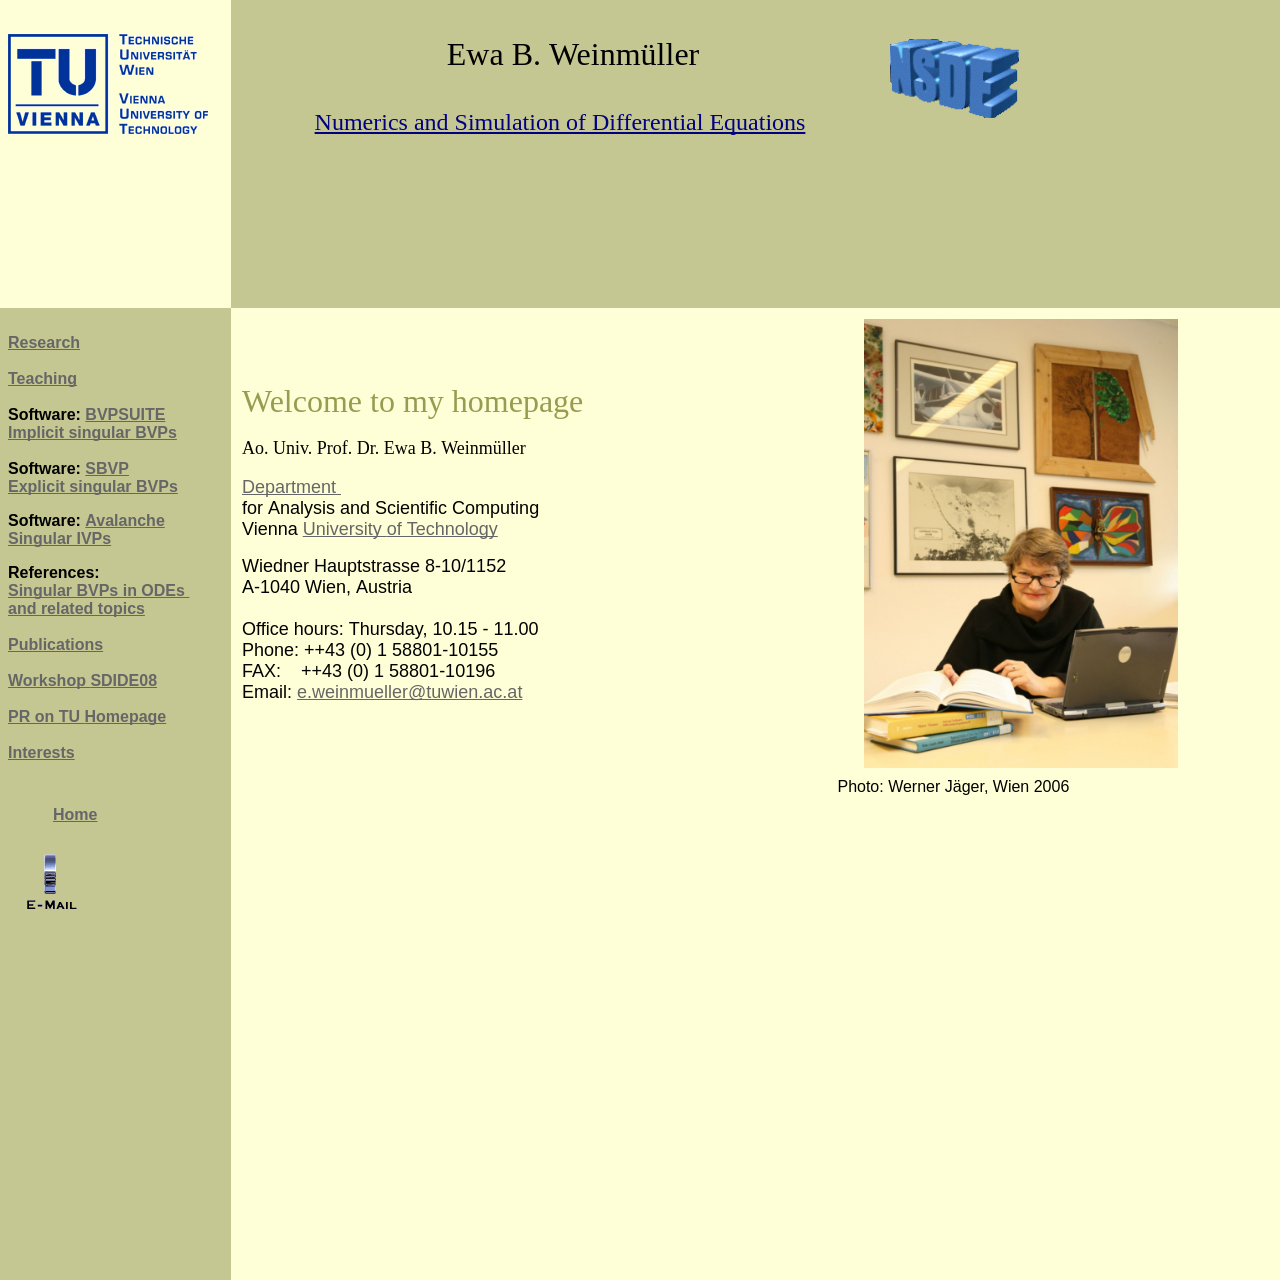 TU
VIENNA
TECHNISCHE
UNIVERSITÄT
WIEN
VIENNA
UNIVERSITY OF
TECHNOLOGY
Ewa B. Weinmüller
Numerics and Simulation of Differential Equations
NSDE
Research
Teaching
Software: BVPSUITE
Implicit singular BVPs
Software: SBVP
Explicit singular BVPs
Software: Avalanche
Singular IVPs
References:
Singular BVPs in ODEs
and related topics
Publications
Workshop SDIDE08
PR on TU Homepage
Interests
Home
E-MAIL
Welcome to my homepage
Ao. Univ. Prof. Dr. Ewa B. Weinmüller
Department
for Analysis and Scientific Computing
Vienna University of Technology
Wiedner Hauptstrasse 8-10/1152
A-1040 Wien, Austria
Office hours: Thursday, 10.15 - 11.00
Phone: ++43 (0) 1 58801-10155
FAX: ++43 (0) 1 58801-10196
Email: e.weinmueller@tuwien.ac.at
Photo: Werner Jäger, Wien 2006